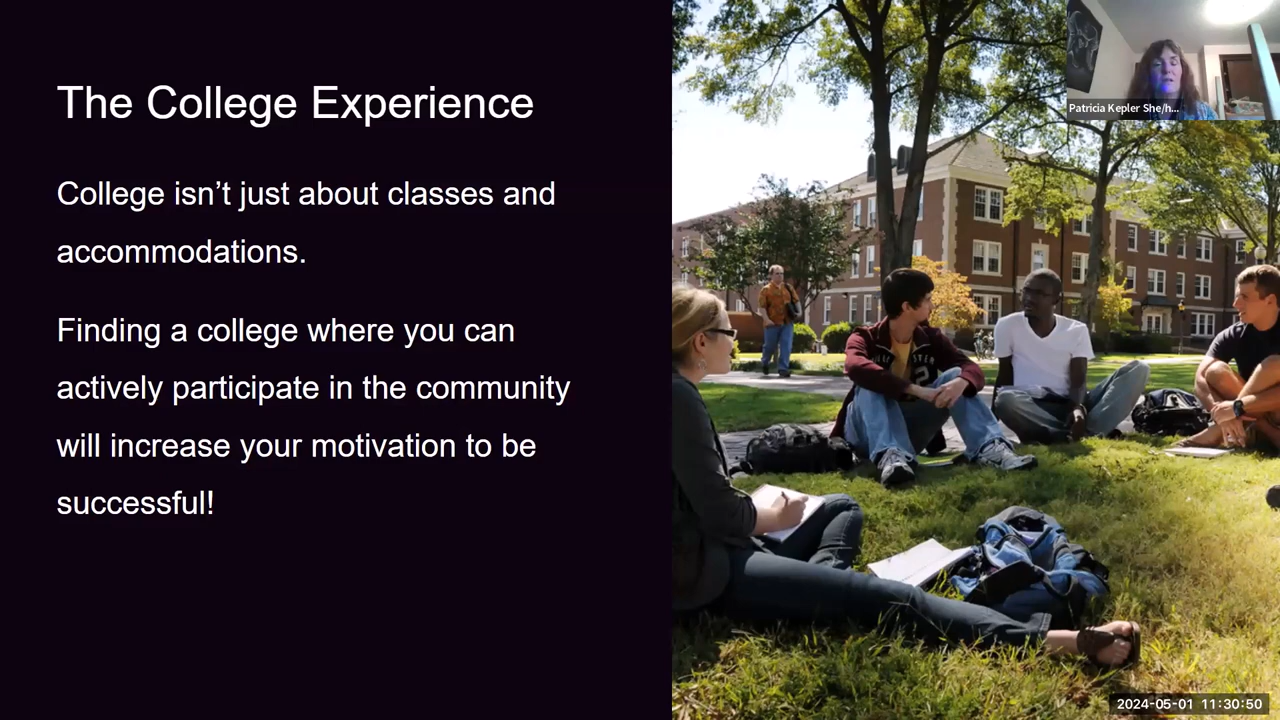 The College Experience
College isn’t just about classes and
accommodations.
Finding a college where you can
actively participate in the community
will increase your motivation to be
successful!
Patricia Kepler She/h...
2024-05-01 11:30:50